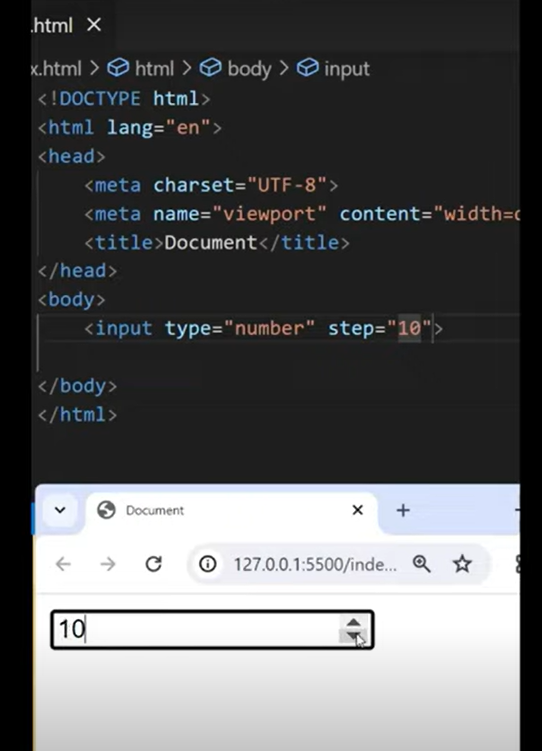 .html
x.html > html > body > input
<!DOCTYPE html>
<html lang="en">
<head>
<meta charset="UTF-8">
<meta name="viewport" content="width=
<title>Document</title>
</head>
<body>
<input type="number" step="10">
</body>
</html>
Document
127.0.0.1:5500/inde...
10